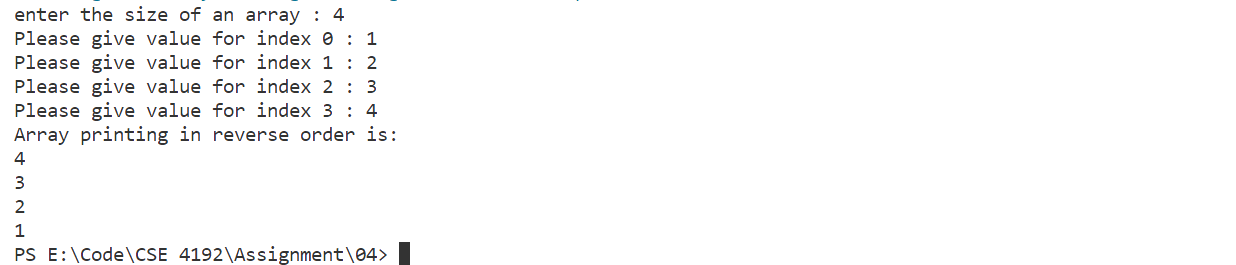 enter the size of an array : 4
Please give value for index 0 : 1
Please give value for index 1 : 2
Please give value for index 2 : 3
Please give value for index 3 : 4
Array printing in reverse order is:
4
3
2
1
PS E:\Code\CSE 4192\Assignment\04>